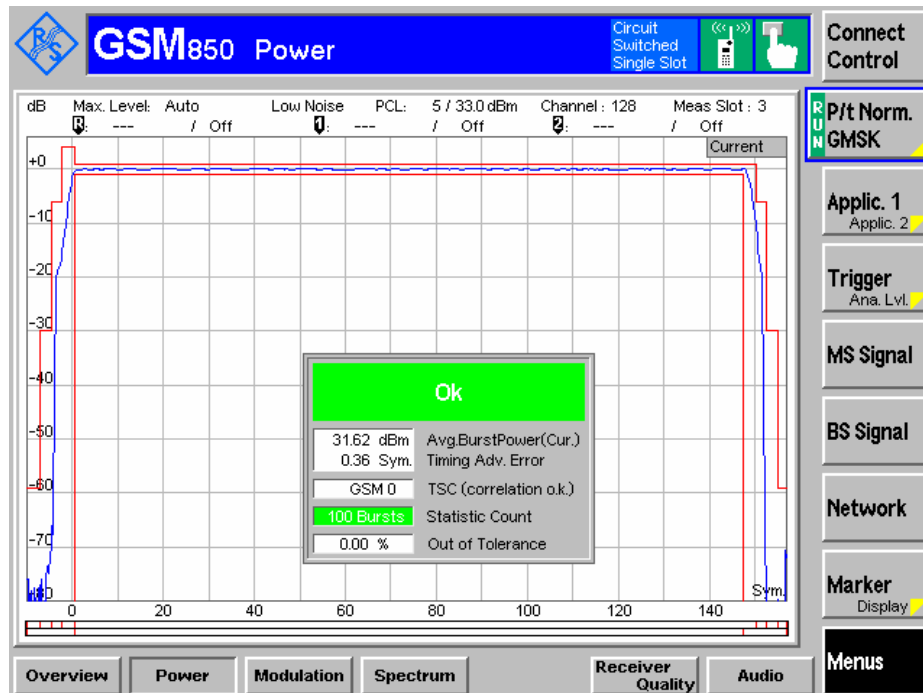 R&S
GSM850 Power
Circuit
Switched
Single Slot
Connect
Control
dB Max. Level: Auto Low Noise PCL: 5 / 33.0 dBm Channel : 128 Meas Slot : 3
R: --- / Off 1: --- / Off 2: --- / Off
Current
RUN
P/t Norm.
GMSK
+0
-10
-20
-30
-40
-50
-60
-70
-80
Ok
31.62 dBm Avg.BurstPower(Cur.)
0.36 Sym. Timing Adv. Error
GSM 0 TSC (correlation o.k.)
100 Bursts Statistic Count
0.00 % Out of Tolerance
Sym.
0 20 40 60 80 100 120 140
Applic. 1
Applic. 2
Trigger
Ana. Lvl.
MS Signal
BS Signal
Network
Marker
Display
Menus
Overview Power Modulation Spectrum Receiver Quality Audio